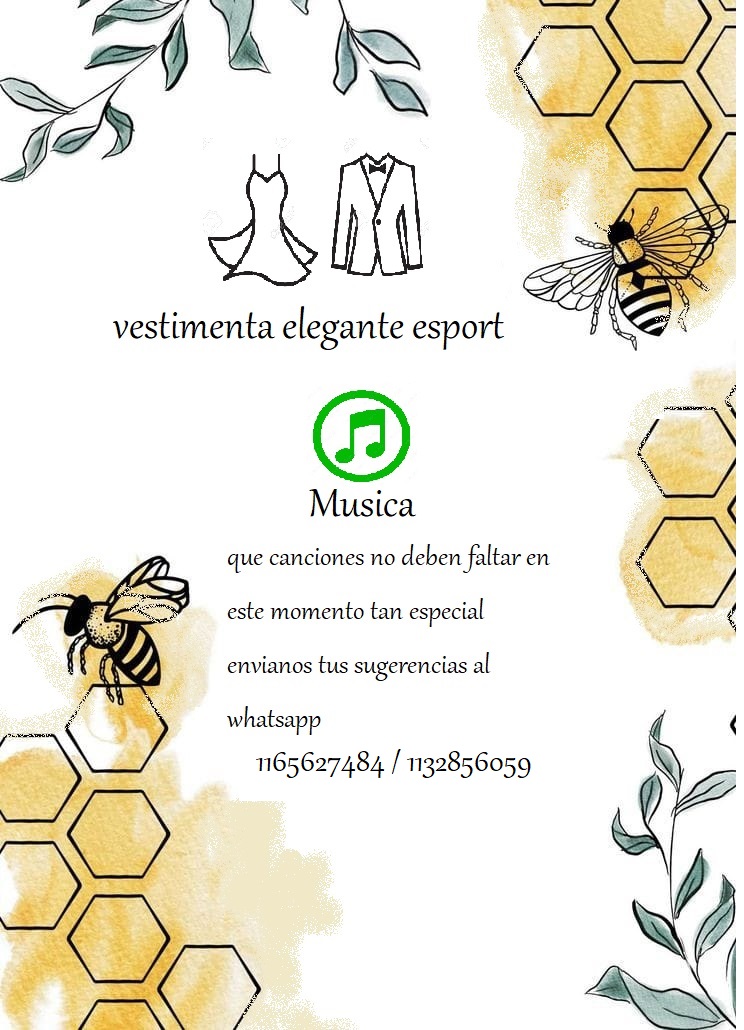 vestimenta elegante esport
Musica
que canciones no deben faltar en
este momento tan especial
envianos tus sugerencias al
whatsapp
1165627484 / 1132856059